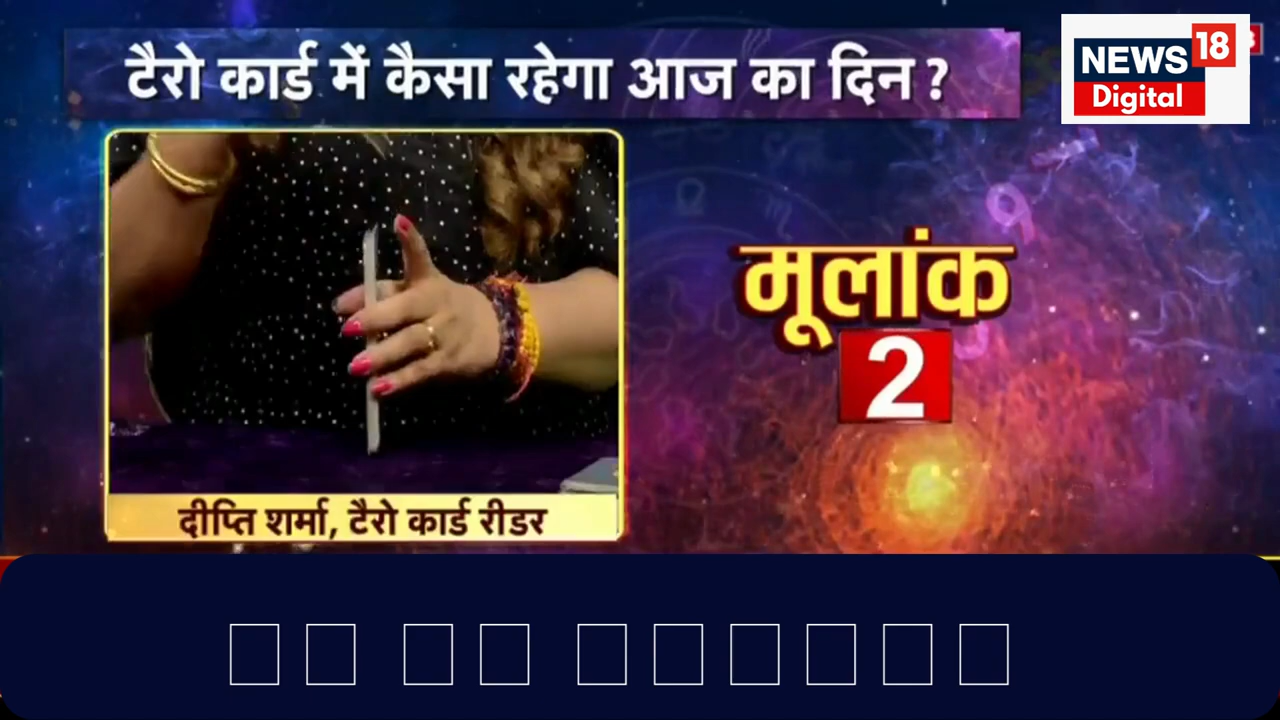 टैरो कार्ड में कैसा रहेगा आज का दिन ?
NEWS 18
Digital
मूलांक
2
दीप्ति शर्मा, टैरो कार्ड रीडर